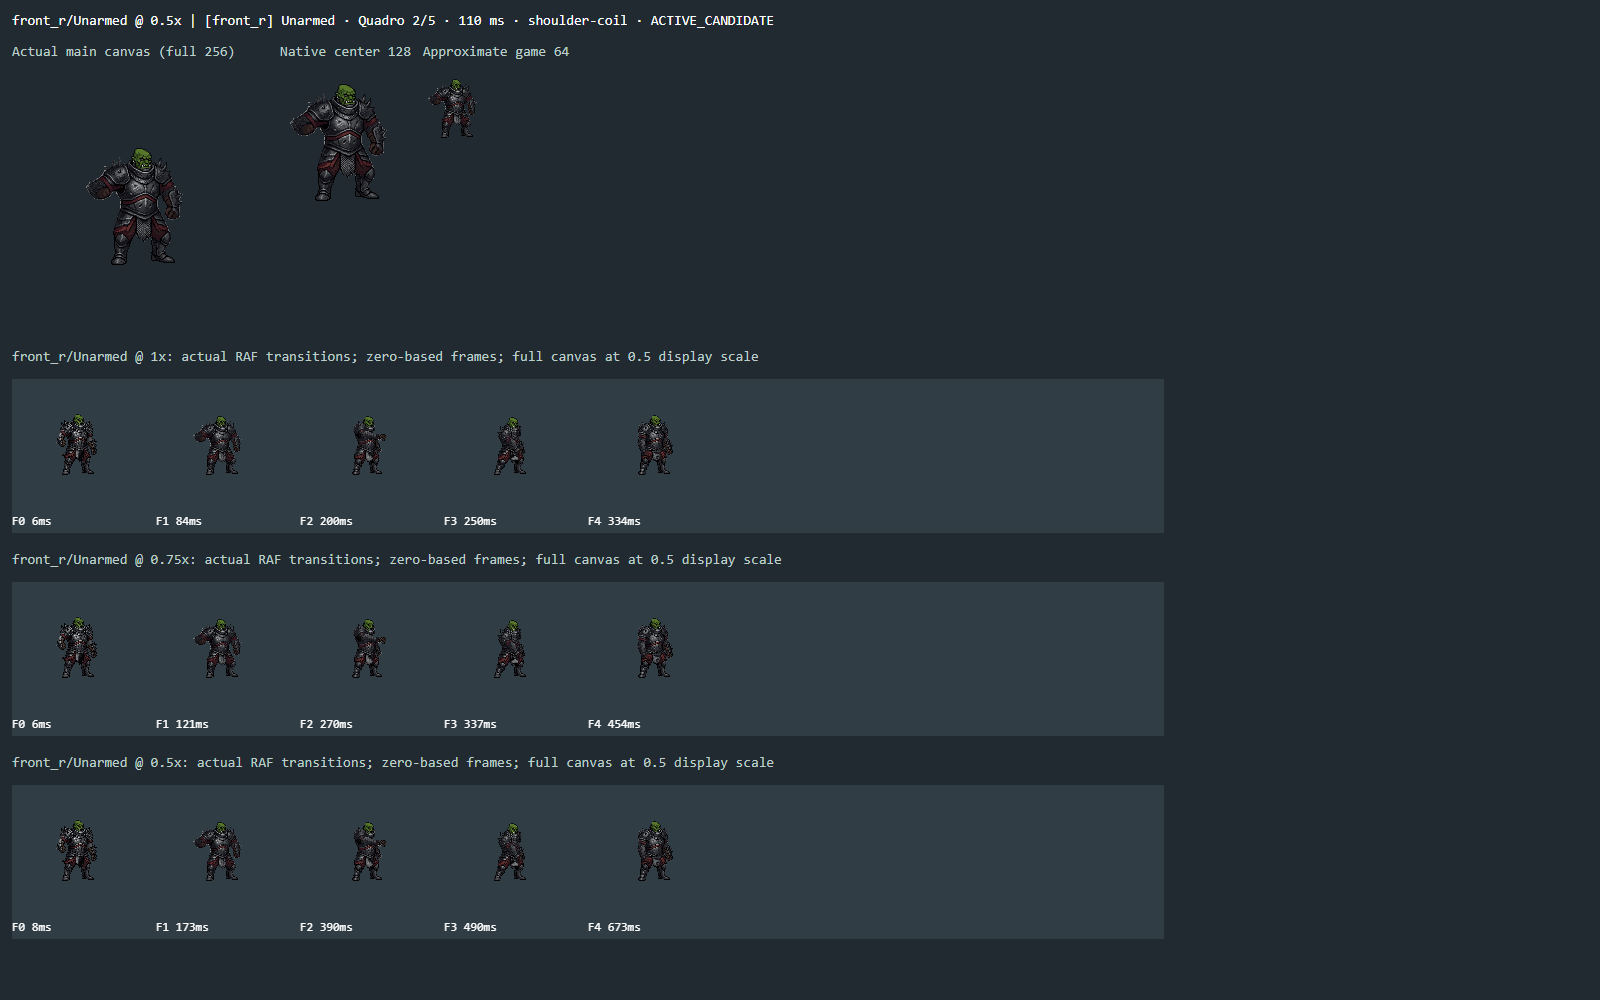 front_r/Unarmed @ 0.5x | [front_r] Unarmed · Quadro 2/5 · 110 ms · shoulder-coil · ACTIVE_CANDIDATE
Actual main canvas (full 256) Native center 128 Approximate game 64
front_r/Unarmed @ 1x: actual RAF transitions; zero-based frames; full canvas at 0.5 display scale
F0 6ms F1 84ms F2 200ms F3 250ms F4 334ms
front_r/Unarmed @ 0.75x: actual RAF transitions; zero-based frames; full canvas at 0.5 display scale
F0 6ms F1 121ms F2 270ms F3 337ms F4 454ms
front_r/Unarmed @ 0.5x: actual RAF transitions; zero-based frames; full canvas at 0.5 display scale
F0 8ms F1 173ms F2 390ms F3 490ms F4 673ms